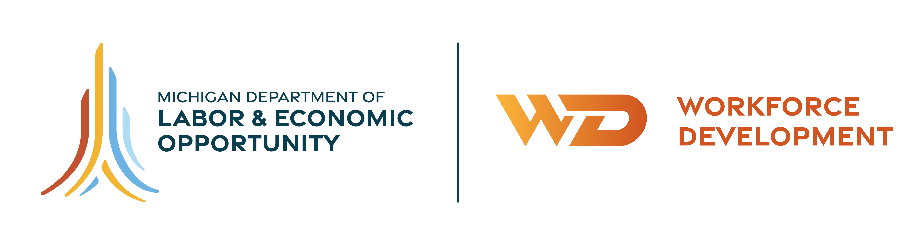 MICHIGAN DEPARTMENT OF
LABOR & ECONOMIC
OPPORTUNITY
WD
WORKFORCE
DEVELOPMENT